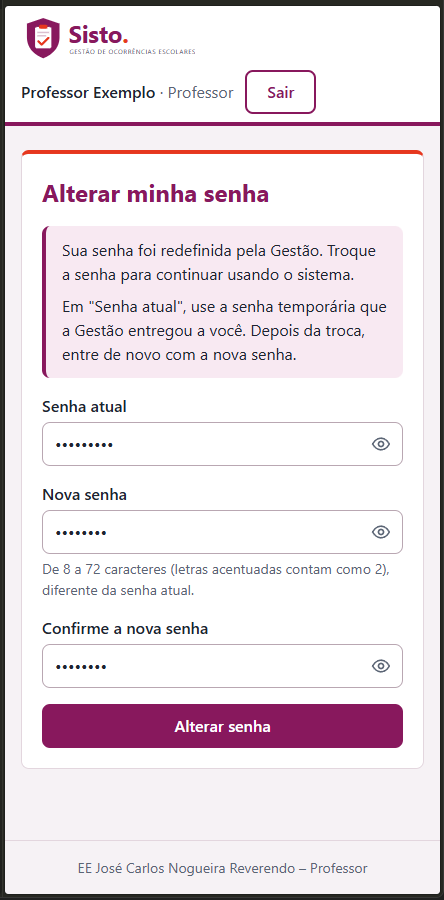 Sisto.
GESTÃO DE OCORRÊNCIAS ESCOLARES
Professor Exemplo · Professor
Sair
Alterar minha senha
Sua senha foi redefinida pela Gestão. Troque
a senha para continuar usando o sistema.
Em "Senha atual", use a senha temporária que
a Gestão entregou a você. Depois da troca,
entre de novo com a nova senha.
Senha atual
•••••••••
Nova senha
••••••••
De 8 a 72 caracteres (letras acentuadas contam como 2),
diferente da senha atual.
Confirme a nova senha
••••••••
Alterar senha
EE José Carlos Nogueira Reverendo – Professor